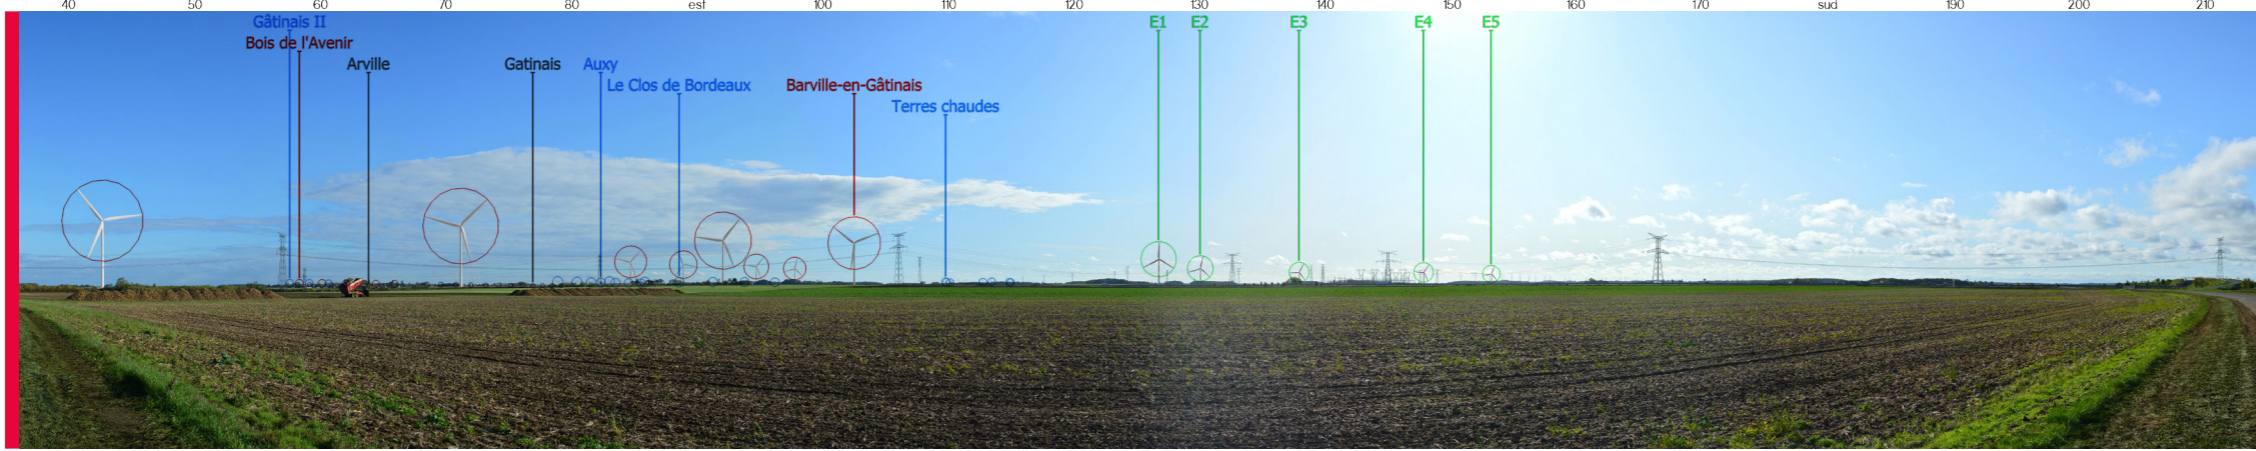 40 50 60 70 80 est 100 110 120 130 140 150 160 170 sud 190 200 210
Gâtinais II E1 E2 E3 E4 E5
Bois de l'Avenir
Arville Gatinais Auxy
Le Clos de Bordeaux Barville-en-Gâtinais
Terres chaudes